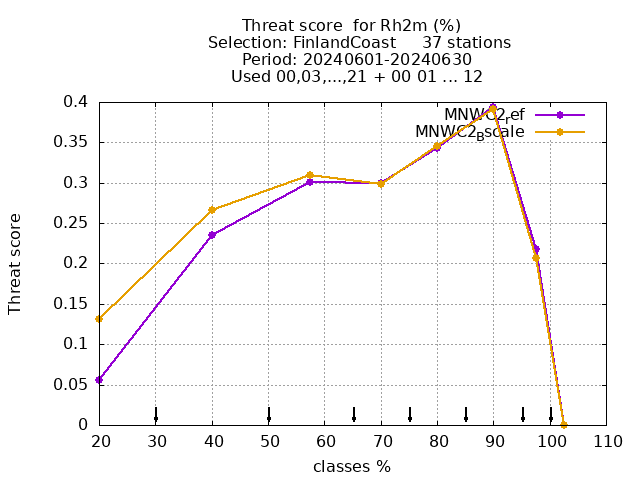 Threat score  for Rh2m (%)
Selection: FinlandCoast     37 stations
Period: 20240601-20240630
Used 00,03,...,21 + 00 01 ... 12
MNWC2ref
MNWC2Bscale
0.4
0.35
0.3
0.25
0.2
0.15
0.1
0.05
0
Threat score
20 30 40 50 60 70 80 90 100 110
classes %